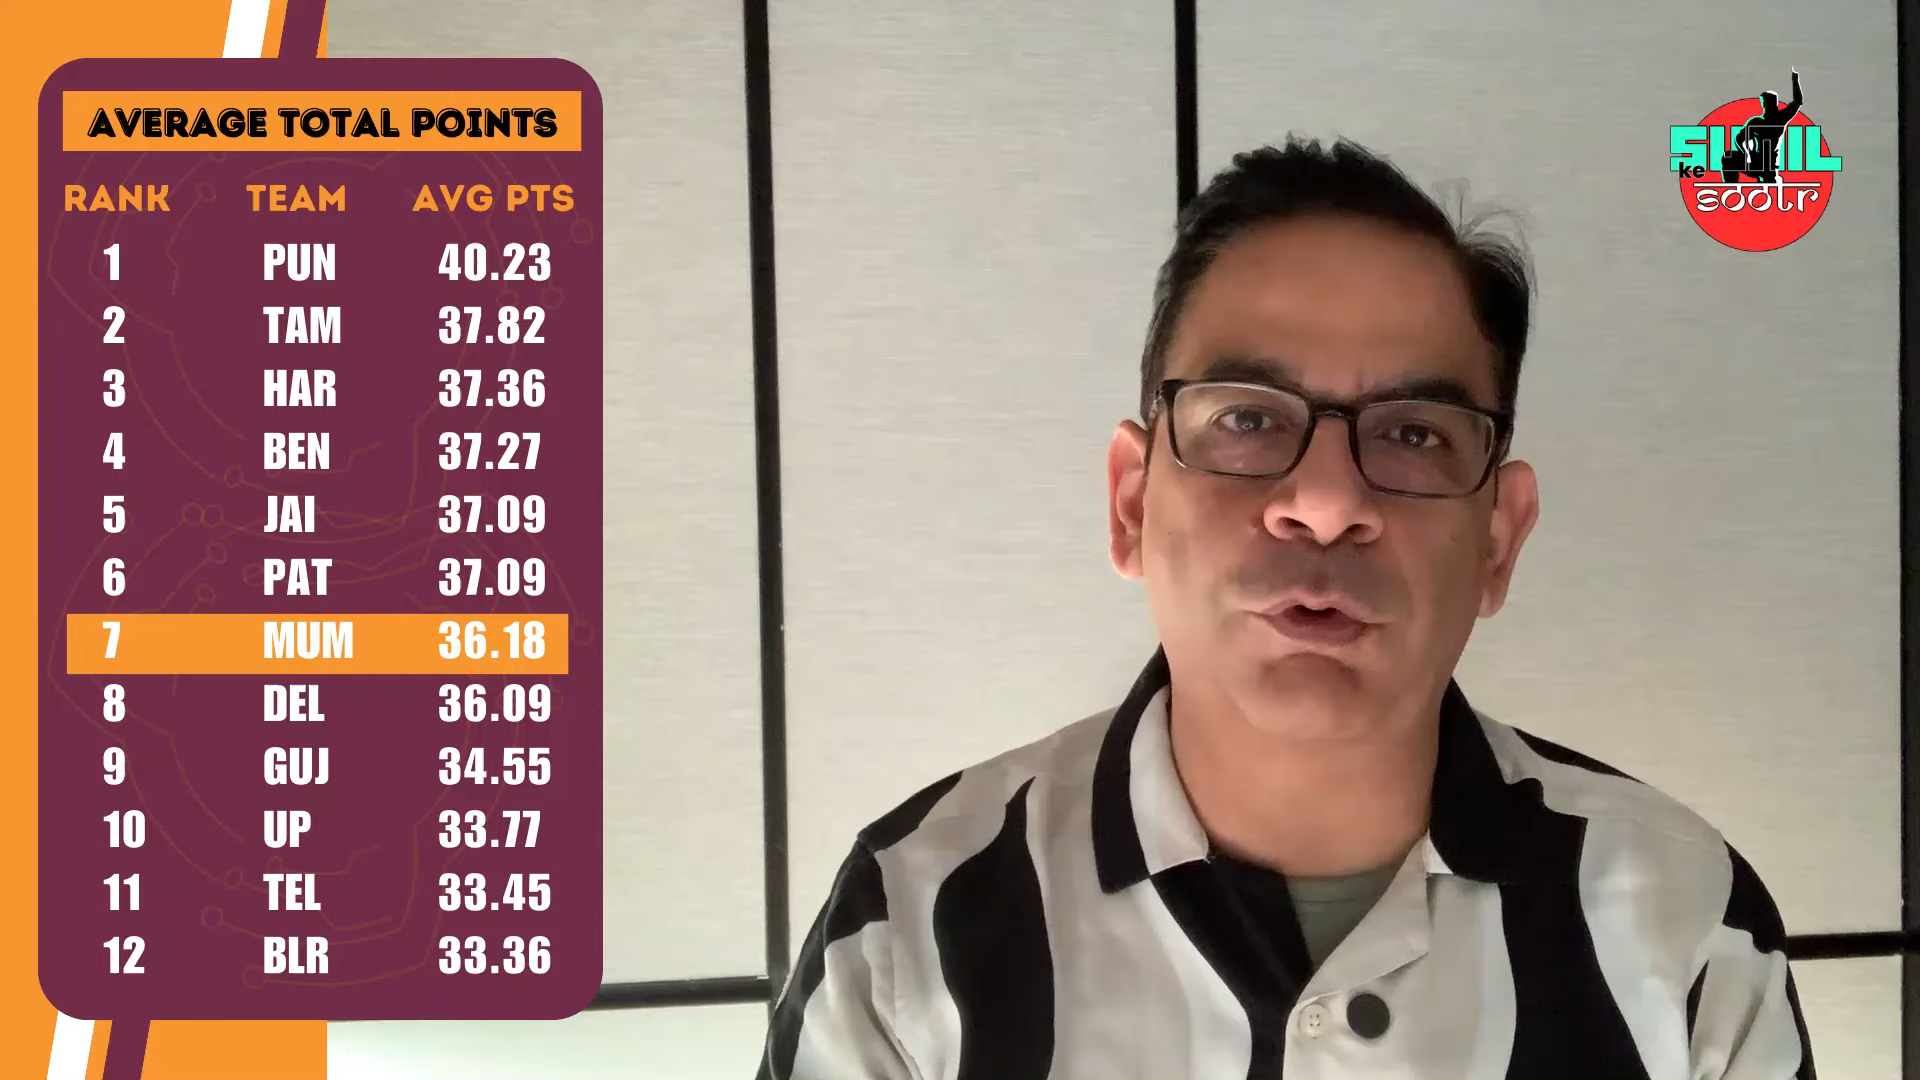 AVERAGE TOTAL POINTS
RANK TEAM AVG PTS
1 PUN 40.23
2 TAM 37.82
3 HAR 37.36
4 BEN 37.27
5 JAI 37.09
6 PAT 37.09
7 MUM 36.18
8 DEL 36.09
9 GUJ 34.55
10 UP 33.77
11 TEL 33.45
12 BLR 33.36
SUNIL
ke
sootr